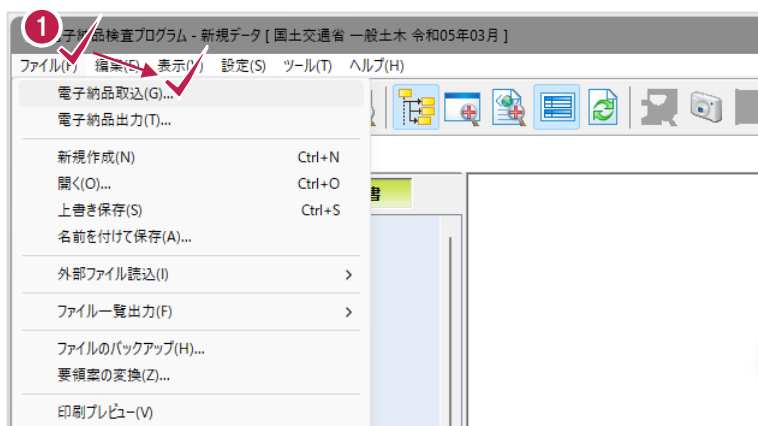 1
子納品検査プログラム - 新規データ [ 国土交通省 一般土木 令和05年03月 ]
ファイル(F) 編集(E) 表示(V) 設定(S) ツール(T) ヘルプ(H)
電子納品取込(G)...
電子納品出力(T)...
新規作成(N) Ctrl+N
開く(O)... Ctrl+O
上書き保存(S) Ctrl+S
名前を付けて保存(A)...
書
外部ファイル読込(I) >
ファイル一覧出力(F) >
ファイルのバックアップ(H)...
要領案の変換(Z)...
印刷プレビュー(V)